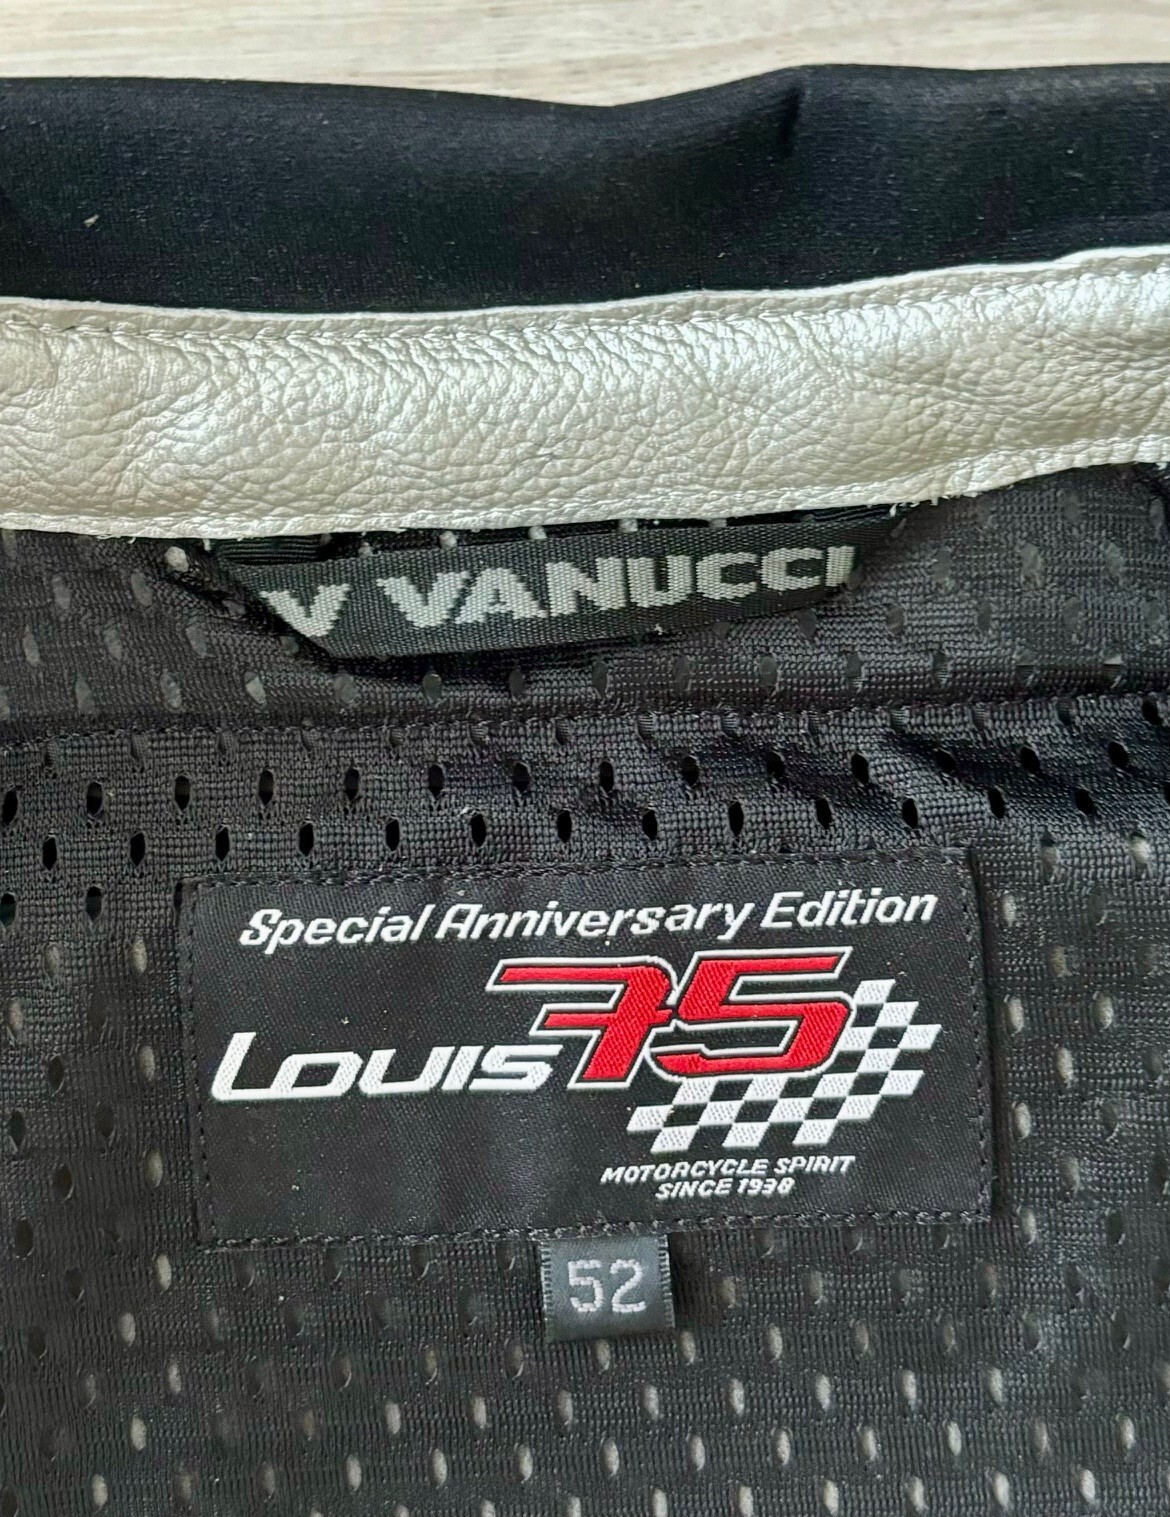 V VANUCCI
Special Anniversary Edition
75
Louis
MOTORCYCLE SPIRIT
SINCE 1938
52